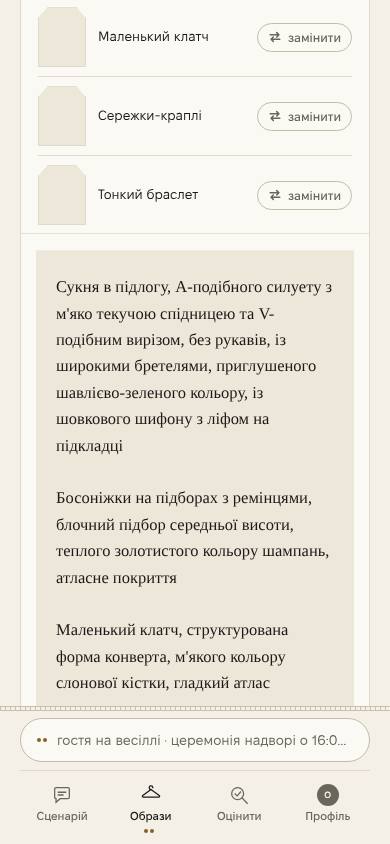 Маленький клатч
замінити
Сережки-краплі
замінити
Тонкий браслет
замінити
Сукня в підлогу, А-подібного силуету з
м'яко текучою спідницею та V-
подібним вирізом, без рукавів, із
широкими бретелями, приглушеного
шавлієво-зеленого кольору, із
шовкового шифону з ліфом на
підкладці
Босоніжки на підборах з ремінцями,
блочний підбор середньої висоти,
теплого золотистого кольору шампань,
атласне покриття
Маленький клатч, структурована
форма конверта, м'якого кольору
слонової кістки, гладкий атлас
гостя на весіллі · церемонія надворі о 16:0...
Сценарій
Образи
Оцінити
О
Профіль